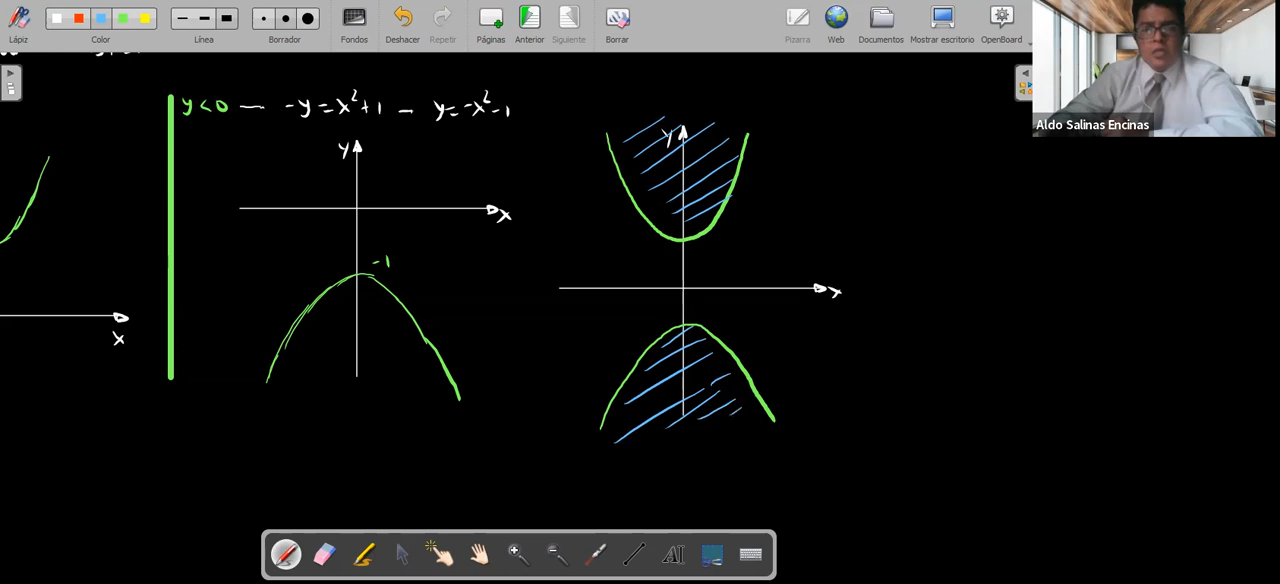 Lápiz Color Línea Borrador Fondos Deshacer Repetir Páginas Anterior Siguiente Borrar Pizarra Web Documentos Mostrar escritorio OpenBoard
Aldo Salinas Encinas
y<0 — -y=x²+1 — y=-x²-1
y
x
-1
y
x
x
AI